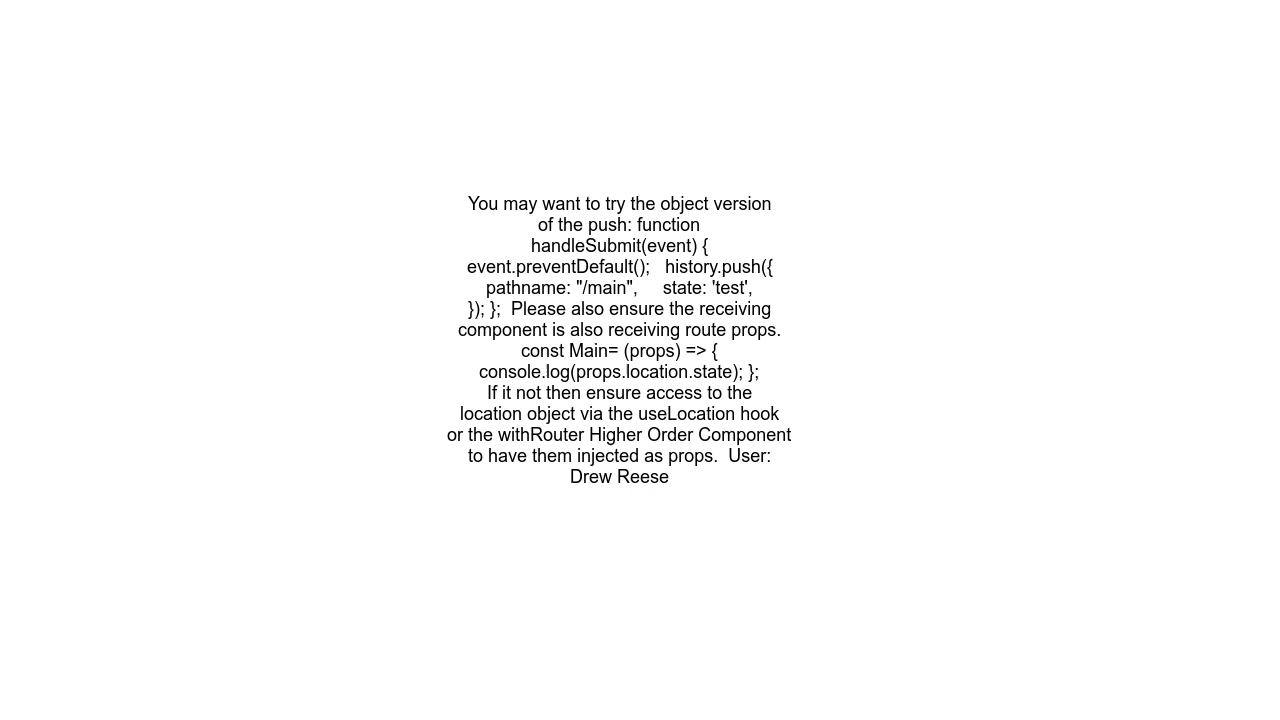 You may want to try the object version
of the push: function
handleSubmit(event) {
event.preventDefault();   history.push({
pathname: "/main",     state: 'test',
}); };  Please also ensure the receiving
component is also receiving route props.
const Main= (props) => {
console.log(props.location.state); };
If it not then ensure access to the
location object via the useLocation hook
or the withRouter Higher Order Component
to have them injected as props.  User:
Drew Reese